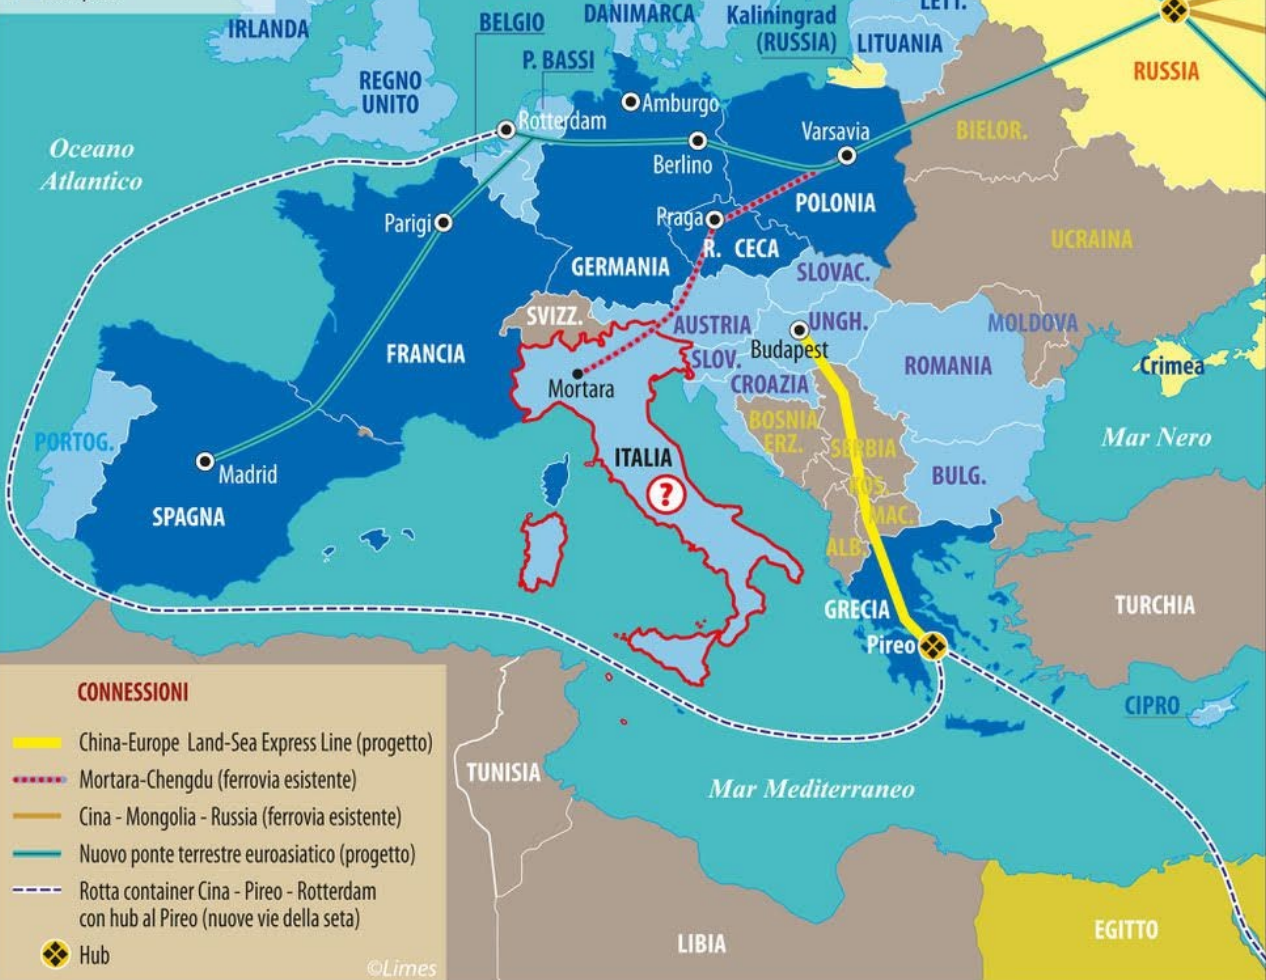 IRLANDA
REGNO
UNITO
BELGIO
P. BASSI
DANIMARCA
Kaliningrad
(RUSSIA)
LETT.
LITUANIA
RUSSIA
Oceano
Atlantico
Rotterdam
Amburgo
Berlino
Varsavia
BIELOR.
Parigi
Praga
POLONIA
R. CECA
GERMANIA
UCRAINA
SLOVAC.
SVIZZ.
AUSTRIA
UNGH.
Budapest
MOLDOVA
FRANCIA
SLOV.
CROAZIA
ROMANIA
Crimea
Mortara
BOSNIA
ERZ.
SERBIA
Mar Nero
PORTOG.
Madrid
ITALIA
?
BULG.
SPAGNA
MAC.
ALB.
GRECIA
Pireo
TURCHIA
CIPRO
TUNISIA
Mar Mediterraneo
LIBIA
EGITTO
CONNESSIONI
China-Europe Land-Sea Express Line (progetto)
Mortara-Chengdu (ferrovia esistente)
Cina - Mongolia - Russia (ferrovia esistente)
Nuovo ponte terrestre euroasiatico (progetto)
Rotta container Cina - Pireo - Rotterdam
con hub al Pireo (nuove vie della seta)
Hub
©Limes